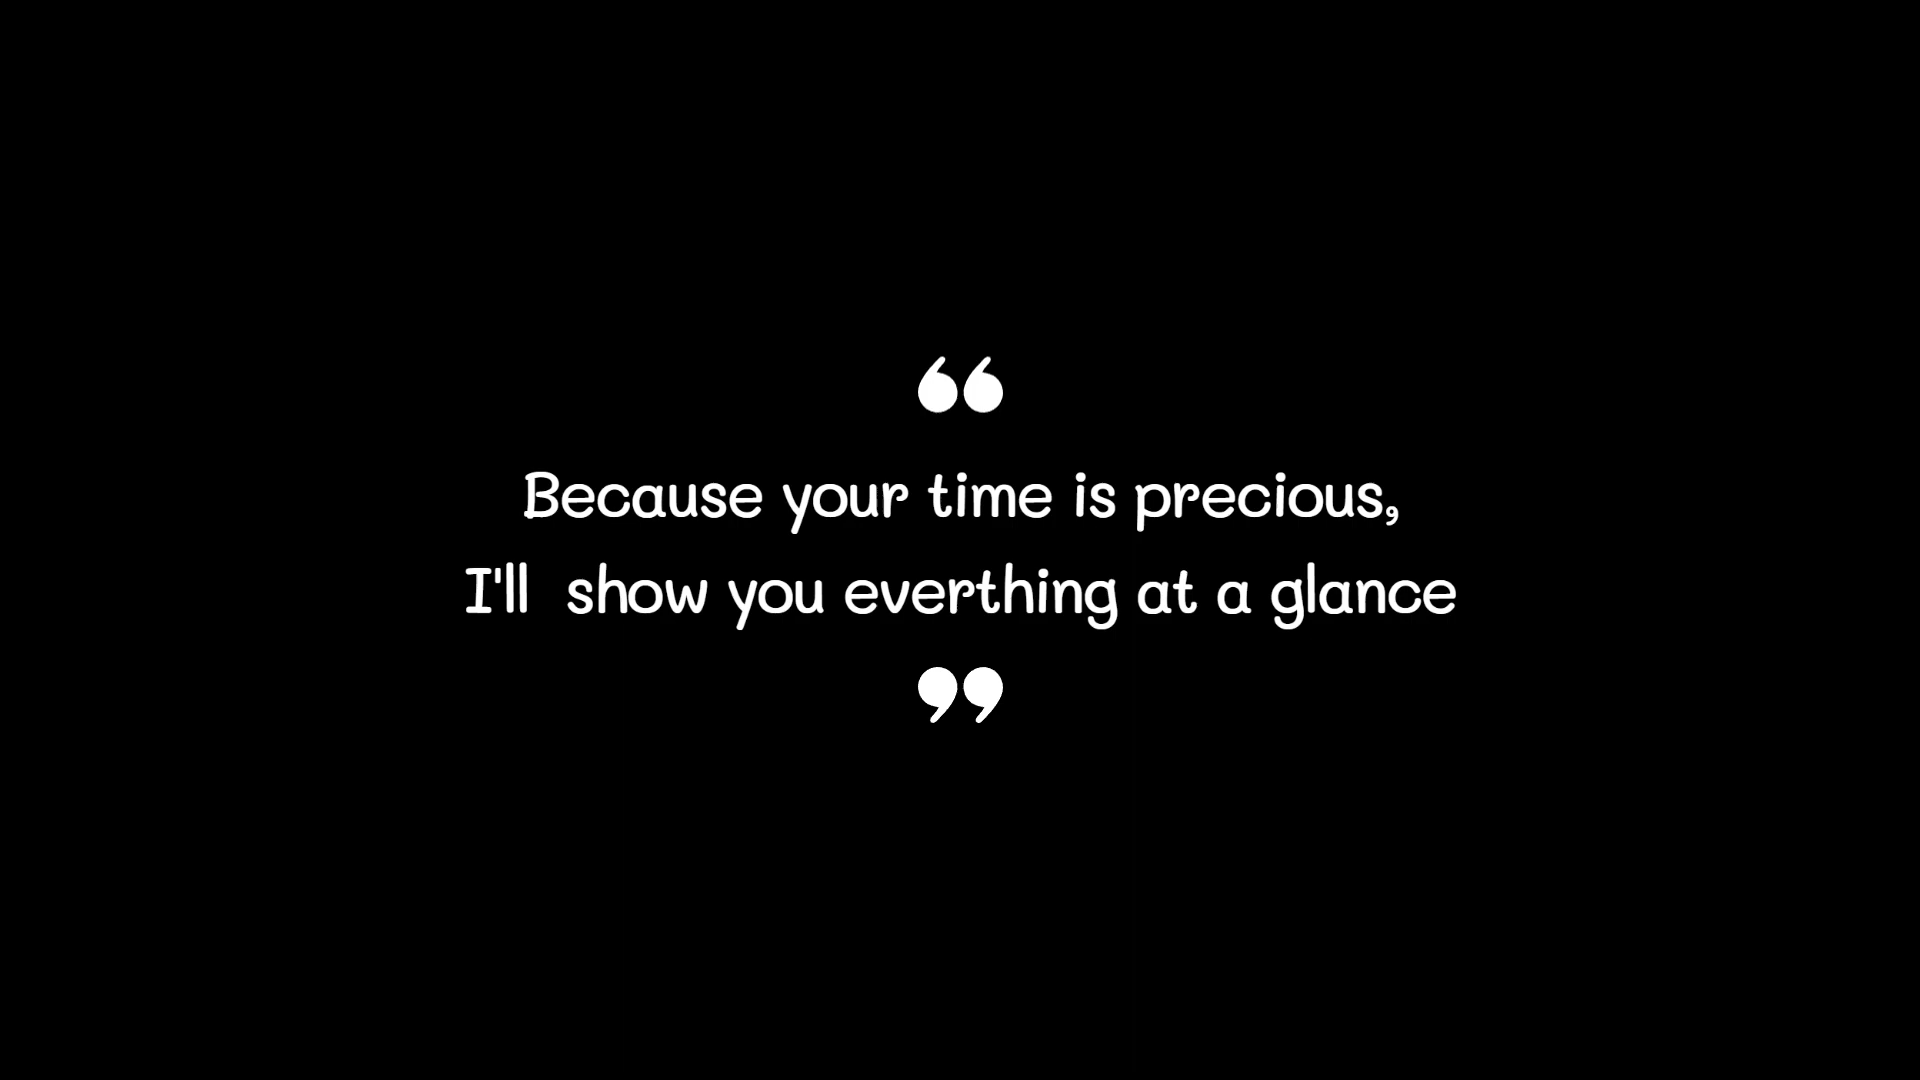 “
Because your time is precious,
I'll  show you everthing at a glance
”